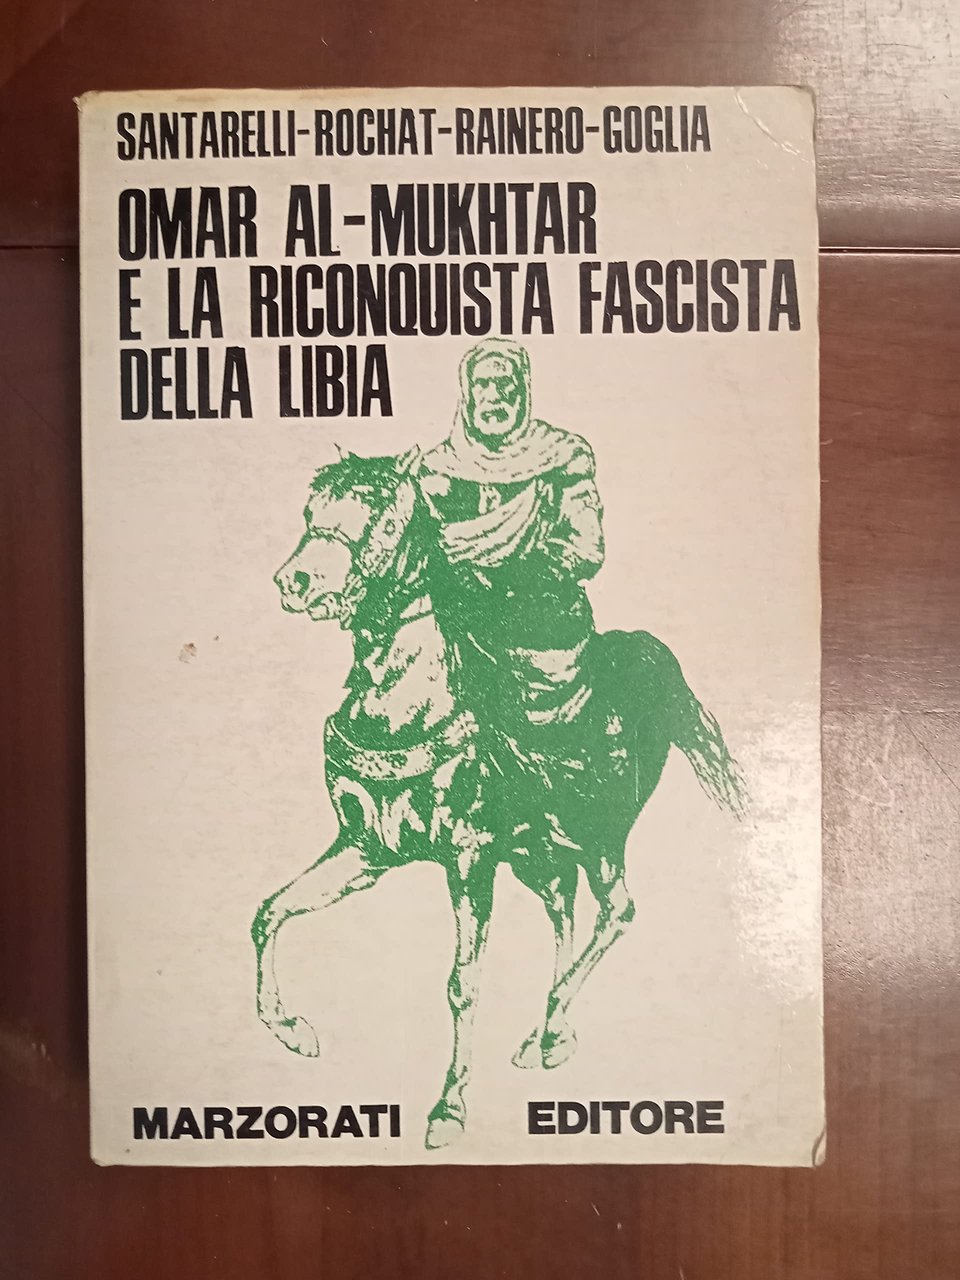 SANTARELLI-ROCHAT-RAINERO-GOGLIA
OMAR AL-MUKHTAR
E LA RICONQUISTA FASCISTA
DELLA LIBIA
MARZORATI EDITORE